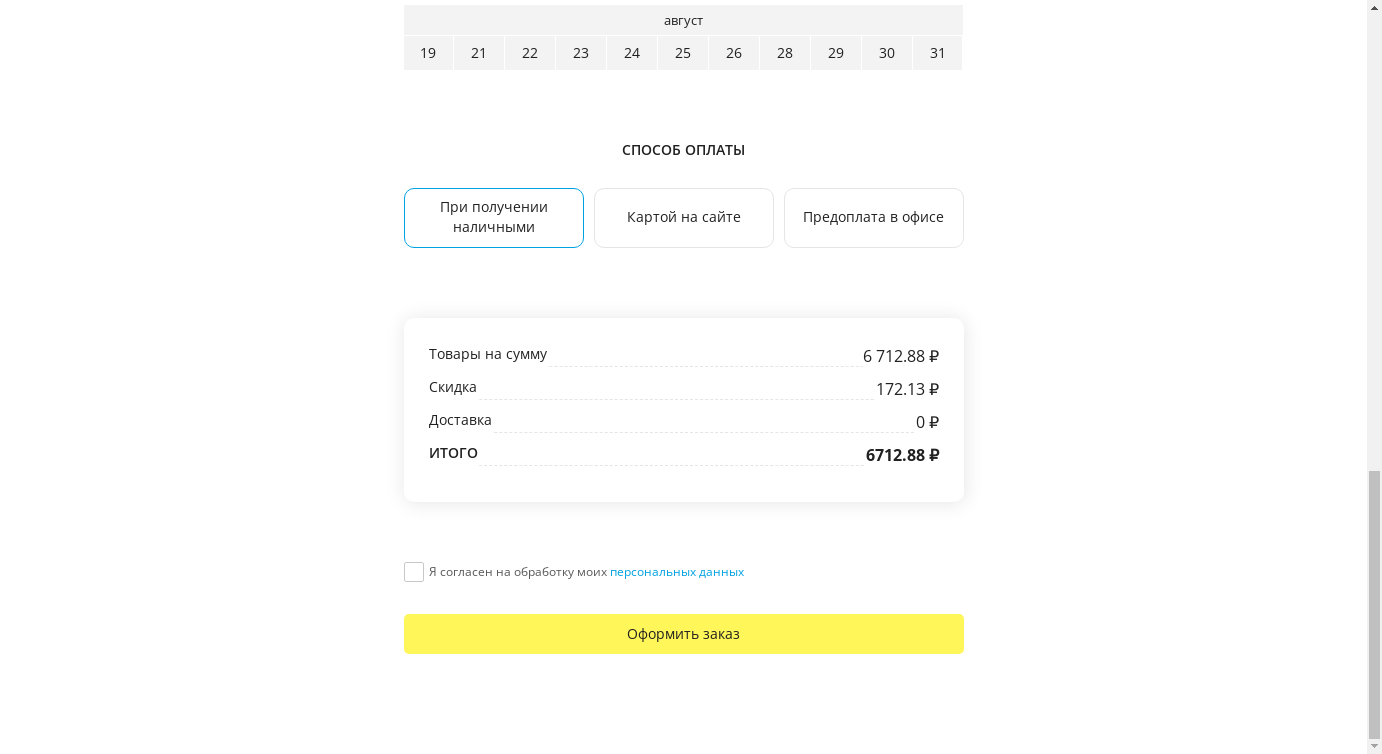 август
19 21 22 23 24 25 26 28 29 30 31
СПОСОБ ОПЛАТЫ
При получении
наличными
Картой на сайте
Предоплата в офисе
Товары на сумму 6 712.88 ₽
Скидка 172.13 ₽
Доставка 0 ₽
ИТОГО 6712.88 ₽
Я согласен на обработку моих персональных данных
Оформить заказ